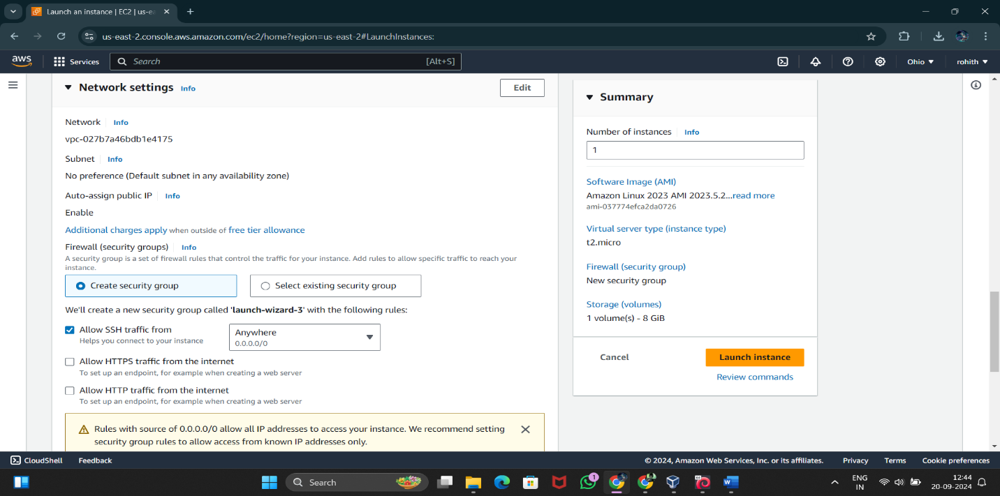 Launch an instance | EC2 | us-ea
us-east-2.console.aws.amazon.com/ec2/home?region=us-east-2#LaunchInstances:
aws
Services
Search
[Alt+S]
Ohio
rohith
Network settings Info
Edit
Network Info
vpc-027b7a46bdb1e4175
Subnet Info
No preference (Default subnet in any availability zone)
Auto-assign public IP Info
Enable
Additional charges apply when outside of free tier allowance
Firewall (security groups) Info
A security group is a set of firewall rules that control the traffic for your instance. Add rules to allow specific traffic to reach your
instance.
Create security group
Select existing security group
We'll create a new security group called 'launch-wizard-3' with the following rules:
Allow SSH traffic from
Helps you connect to your instance
Anywhere
0.0.0.0/0
Allow HTTPS traffic from the internet
To set up an endpoint, for example when creating a web server
Allow HTTP traffic from the internet
To set up an endpoint, for example when creating a web server
Rules with source of 0.0.0.0/0 allow all IP addresses to access your instance. We recommend setting
security group rules to allow access from known IP addresses only.
Summary
Number of instances Info
1
Software Image (AMI)
Amazon Linux 2023 AMI 2023.5.2...read more
ami-037774efca2da0726
Virtual server type (instance type)
t2.micro
Firewall (security group)
New security group
Storage (volumes)
1 volume(s) - 8 GiB
Cancel
Launch instance
Review commands
CloudShell
Feedback
© 2024, Amazon Web Services, Inc. or its affiliates.
Privacy
Terms
Cookie preferences
Search
1
ENG
IN
12:44
20-09-2024